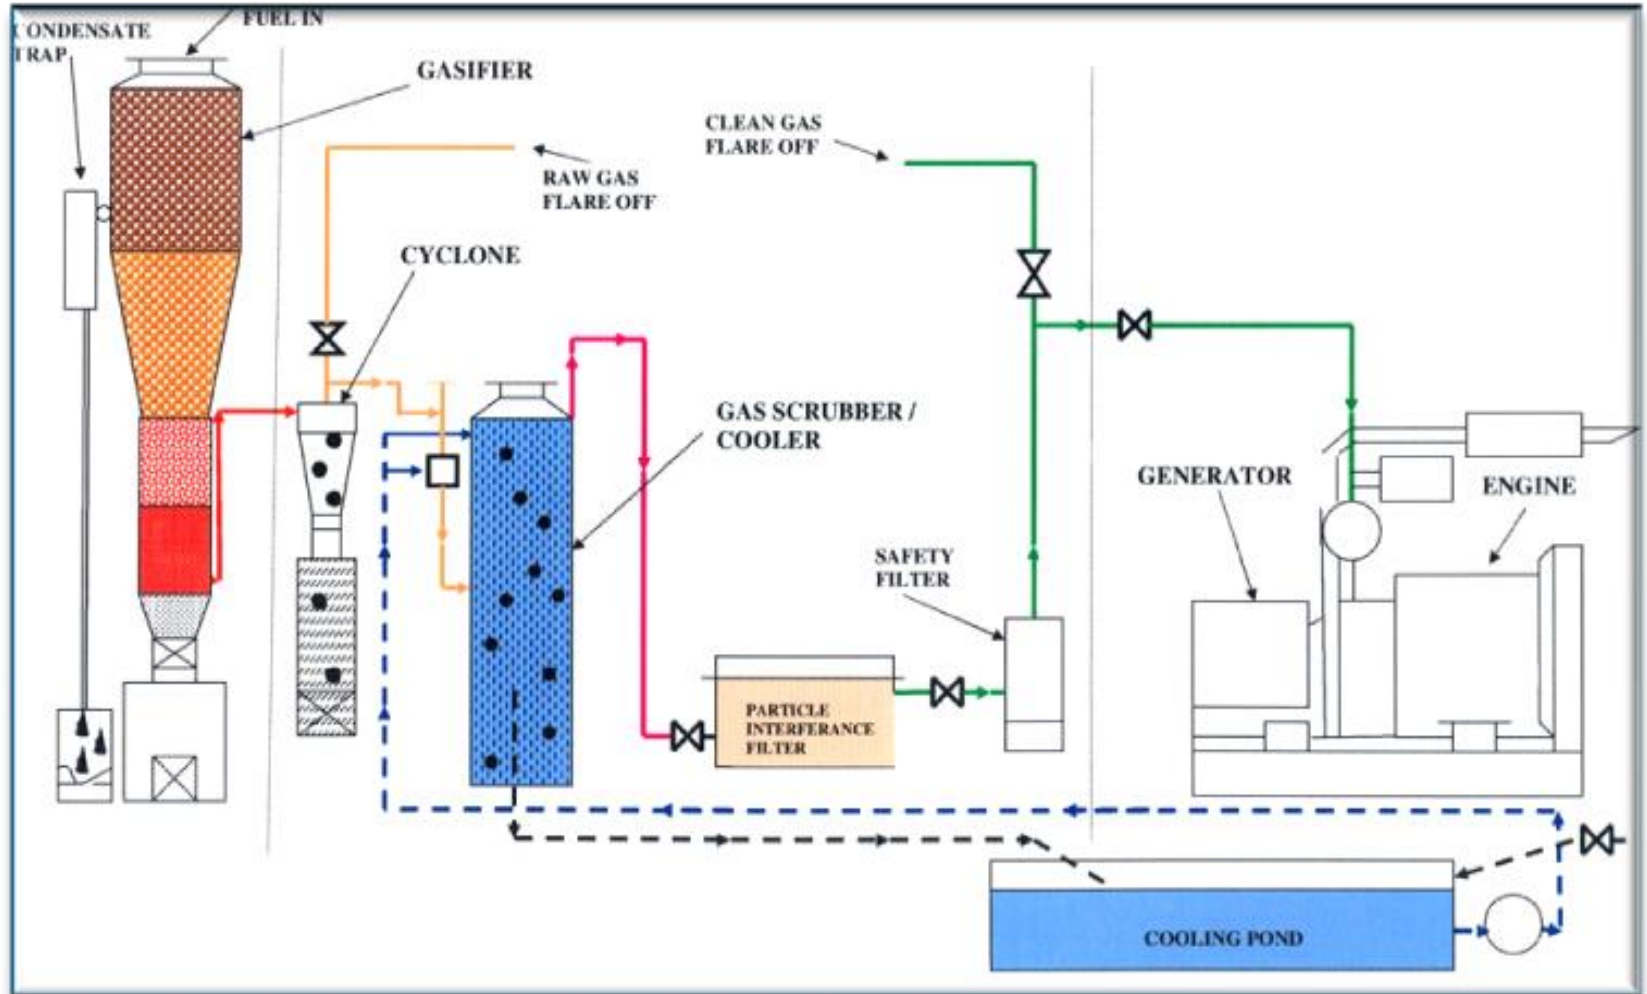 FUEL IN
CONDENSATE
TRAP
GASIFIER
RAW GAS
FLARE OFF
CLEAN GAS
FLARE OFF
CYCLONE
GAS SCRUBBER /
COOLER
GENERATOR
ENGINE
SAFETY
FILTER
PARTICLE
INTERFERANCE
FILTER
COOLING POND